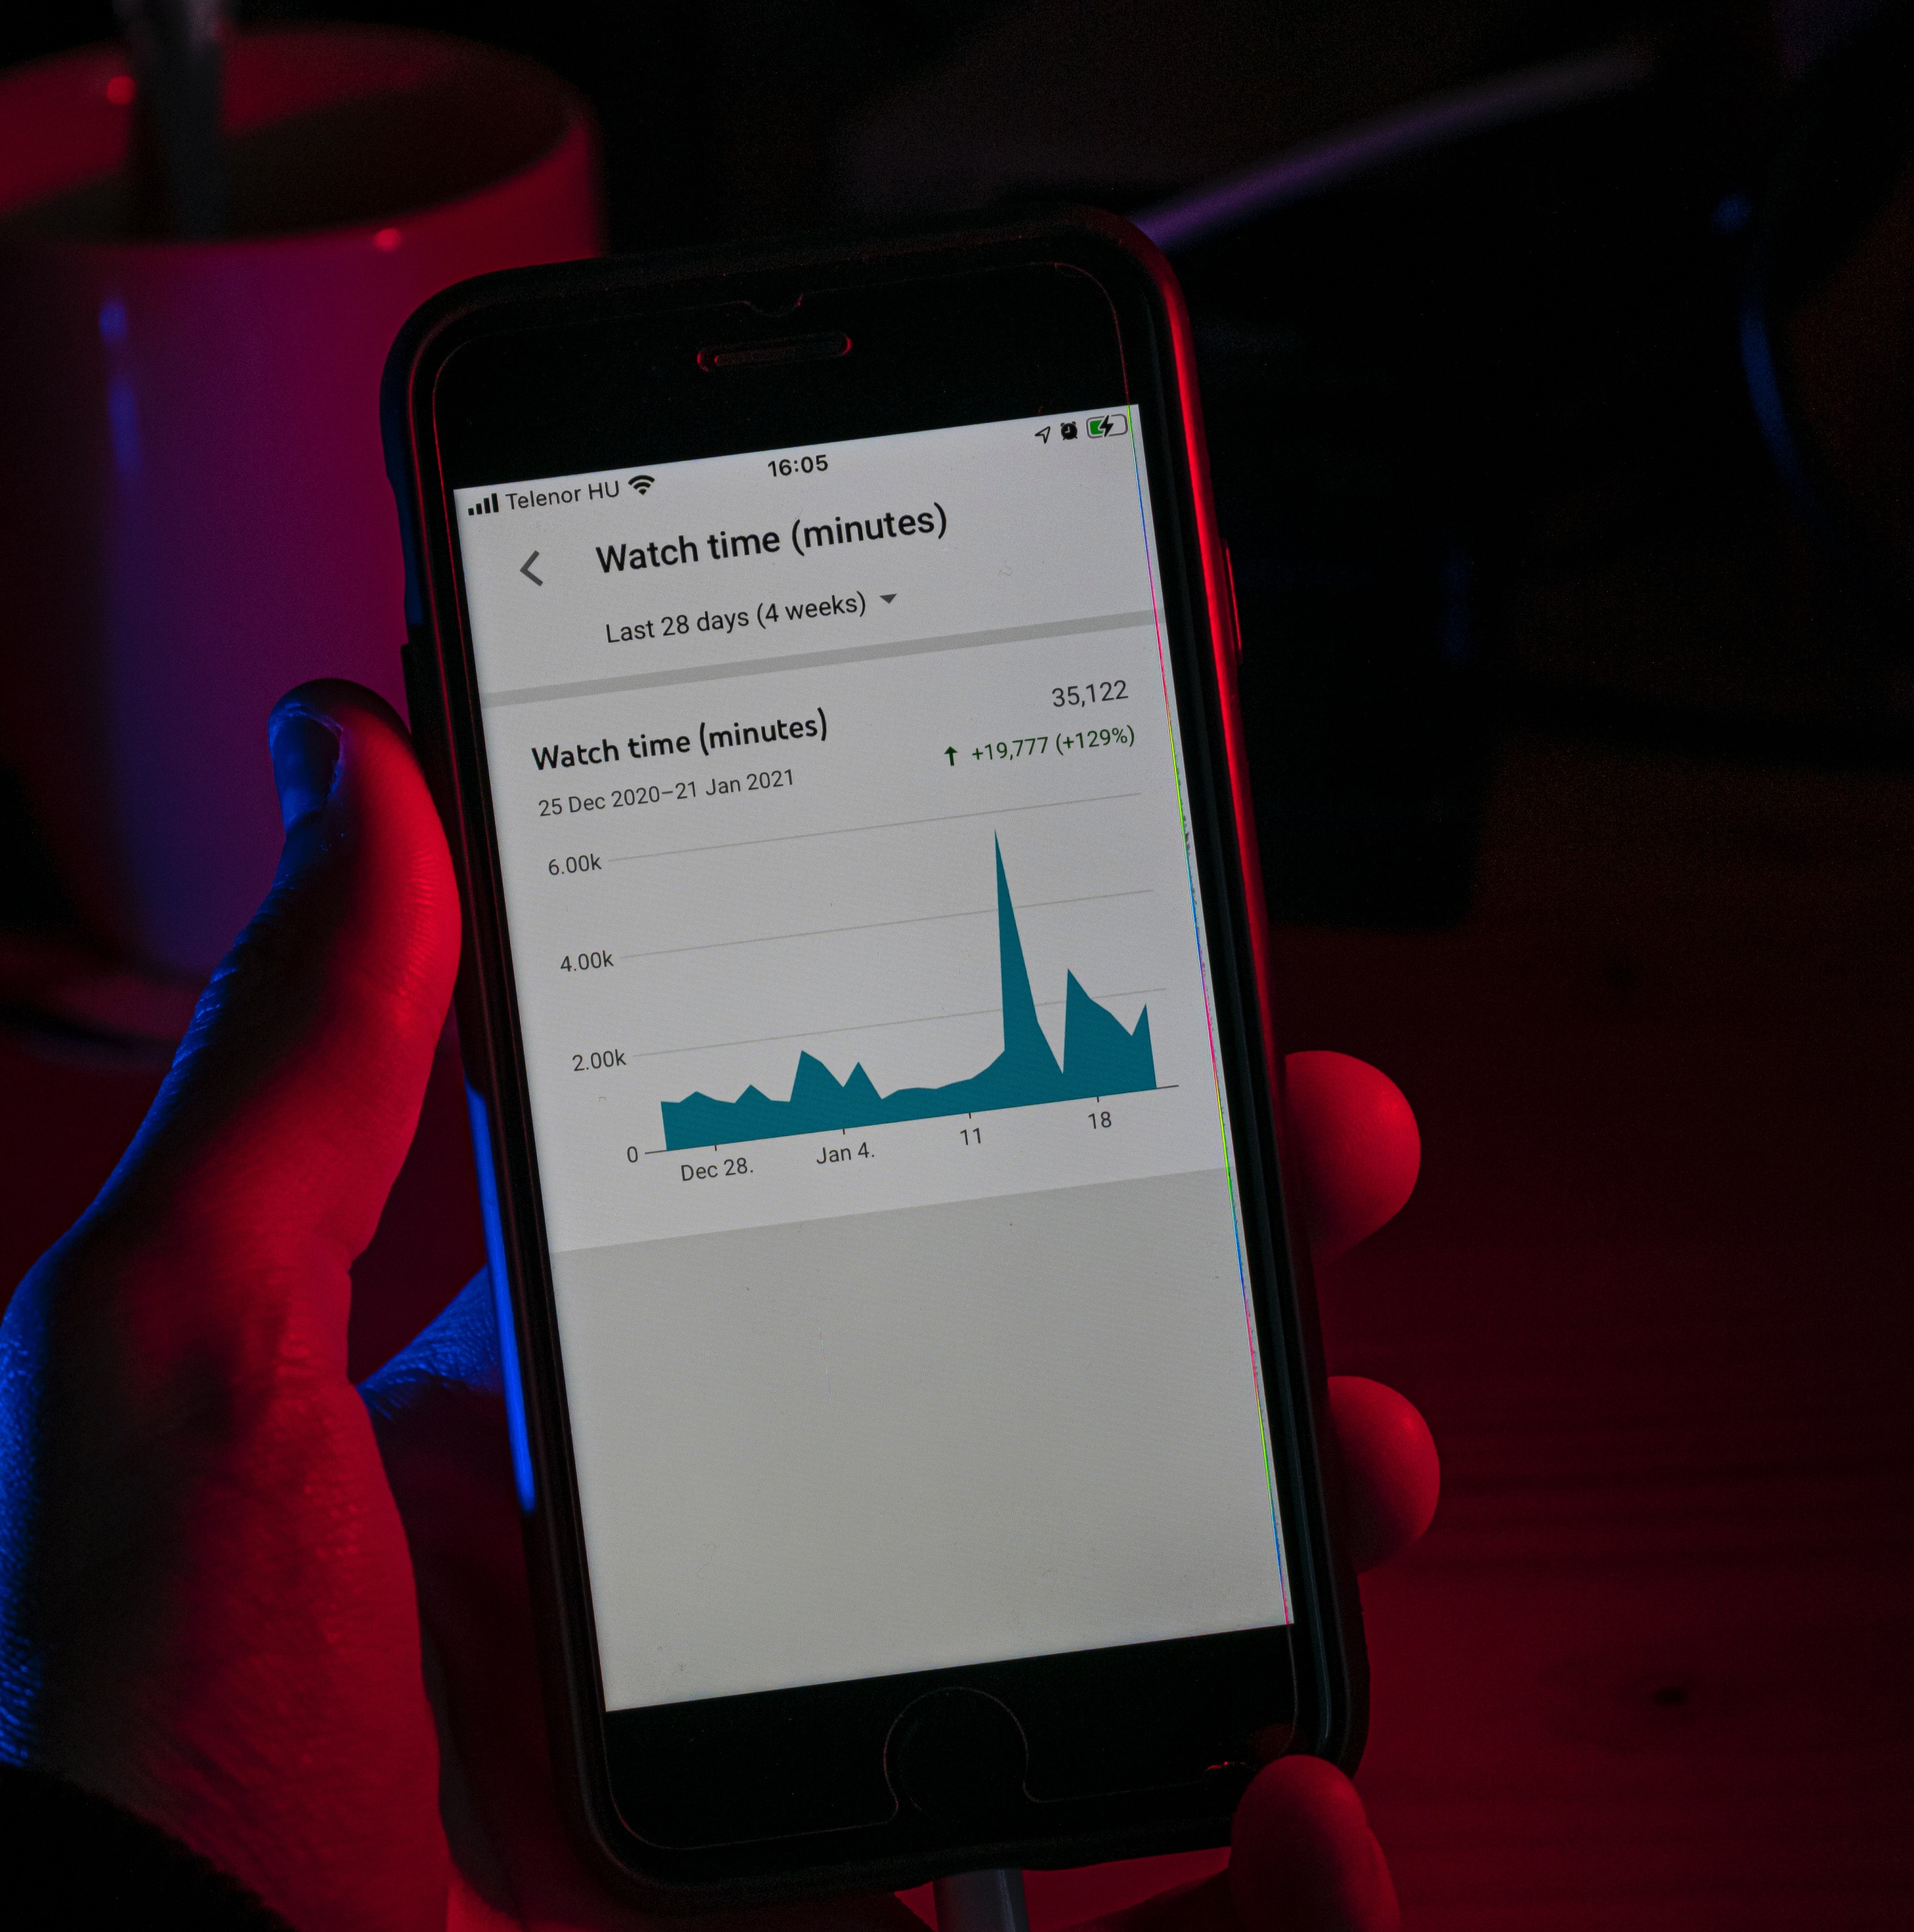 Telenor HU 16:05
Watch time (minutes)
Last 28 days (4 weeks)
Watch time (minutes) 35,122
25 Dec 2020–21 Jan 2021 +19,777 (+129%)
6.00k
4.00k
2.00k
0
Dec 28. Jan 4. 11 18